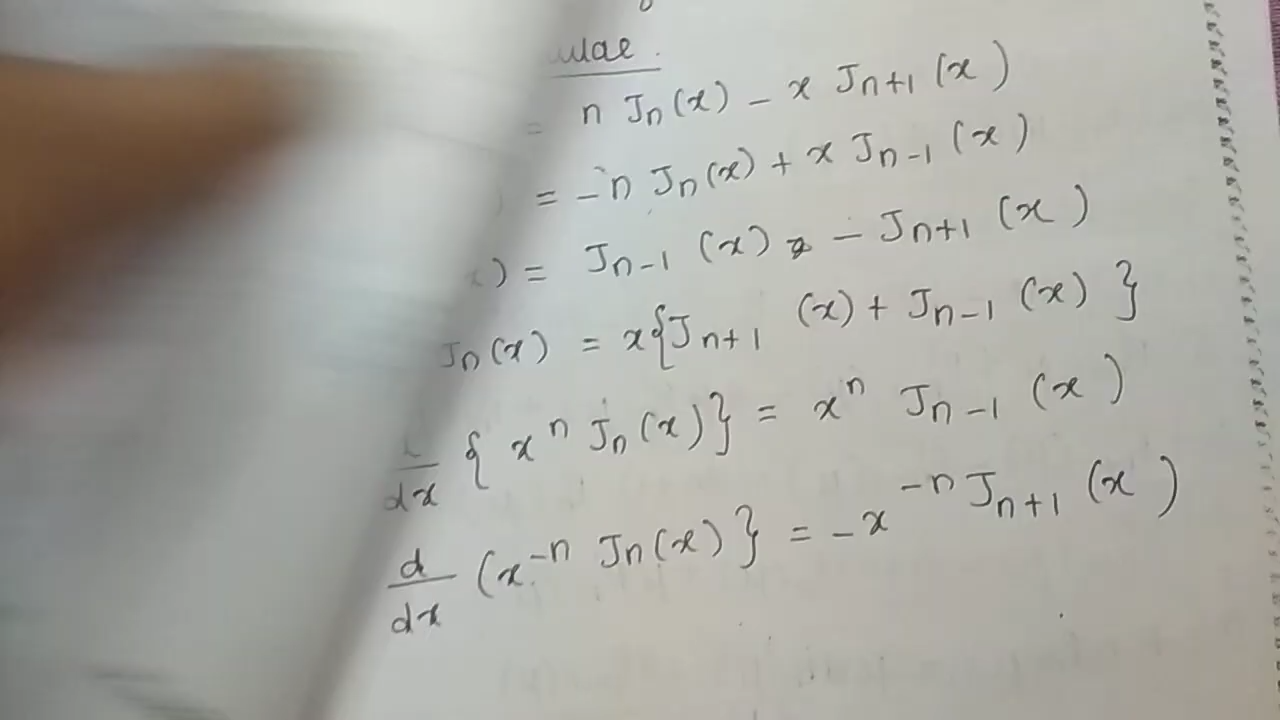 ulae.
= n Jn(x) - x Jn+1 (x)
) = -n Jn(x) + x Jn-1 (x)
x) = Jn-1 (x) - Jn+1 (x)
Jn(x) = x{Jn+1 (x) + Jn-1 (x) }
d/dx { x^n Jn(x)} = x^n Jn-1 (x)
d/dx (x^-n Jn(x)} = -x^-n Jn+1 (x)